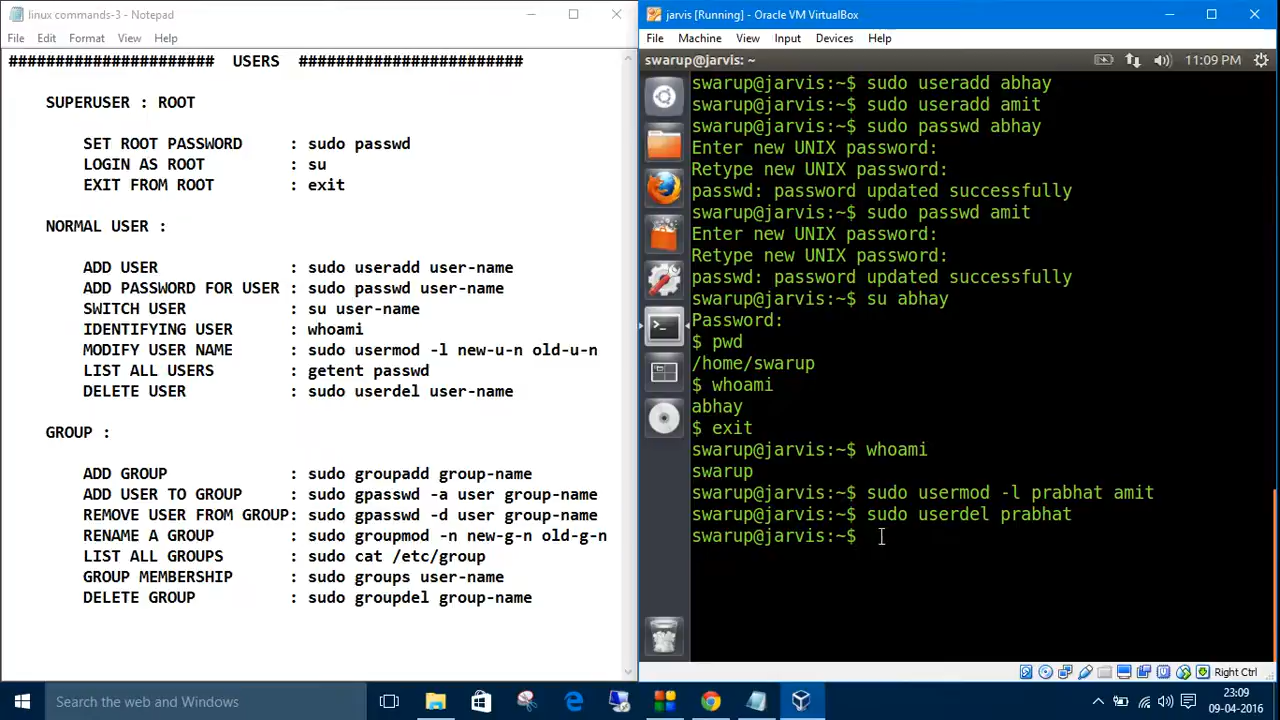 linux commands-3 - Notepad
File Edit Format View Help
###################### USERS ########################
SUPERUSER : ROOT
SET ROOT PASSWORD : sudo passwd
LOGIN AS ROOT : su
EXIT FROM ROOT : exit
NORMAL USER :
ADD USER : sudo useradd user-name
ADD PASSWORD FOR USER : sudo passwd user-name
SWITCH USER : su user-name
IDENTIFYING USER : whoami
MODIFY USER NAME : sudo usermod -l new-u-n old-u-n
LIST ALL USERS : getent passwd
DELETE USER : sudo userdel user-name
GROUP :
ADD GROUP : sudo groupadd group-name
ADD USER TO GROUP : sudo gpasswd -a user group-name
REMOVE USER FROM GROUP: sudo gpasswd -d user group-name
RENAME A GROUP : sudo groupmod -n new-g-n old-g-n
LIST ALL GROUPS : sudo cat /etc/group
GROUP MEMBERSHIP : sudo groups user-name
DELETE GROUP : sudo groupdel group-name
jarvis [Running] - Oracle VM VirtualBox
File Machine View Input Devices Help
swarup@jarvis: ~ 11:09 PM
swarup@jarvis:~$ sudo useradd abhay
swarup@jarvis:~$ sudo useradd amit
swarup@jarvis:~$ sudo passwd abhay
Enter new UNIX password:
Retype new UNIX password:
passwd: password updated successfully
swarup@jarvis:~$ sudo passwd amit
Enter new UNIX password:
Retype new UNIX password:
passwd: password updated successfully
swarup@jarvis:~$ su abhay
Password:
$ pwd
/home/swarup
$ whoami
abhay
$ exit
swarup@jarvis:~$ whoami
swarup
swarup@jarvis:~$ sudo usermod -l prabhat amit
swarup@jarvis:~$ sudo userdel prabhat
swarup@jarvis:~$
Right Ctrl
Search the web and Windows
23:09
09-04-2016